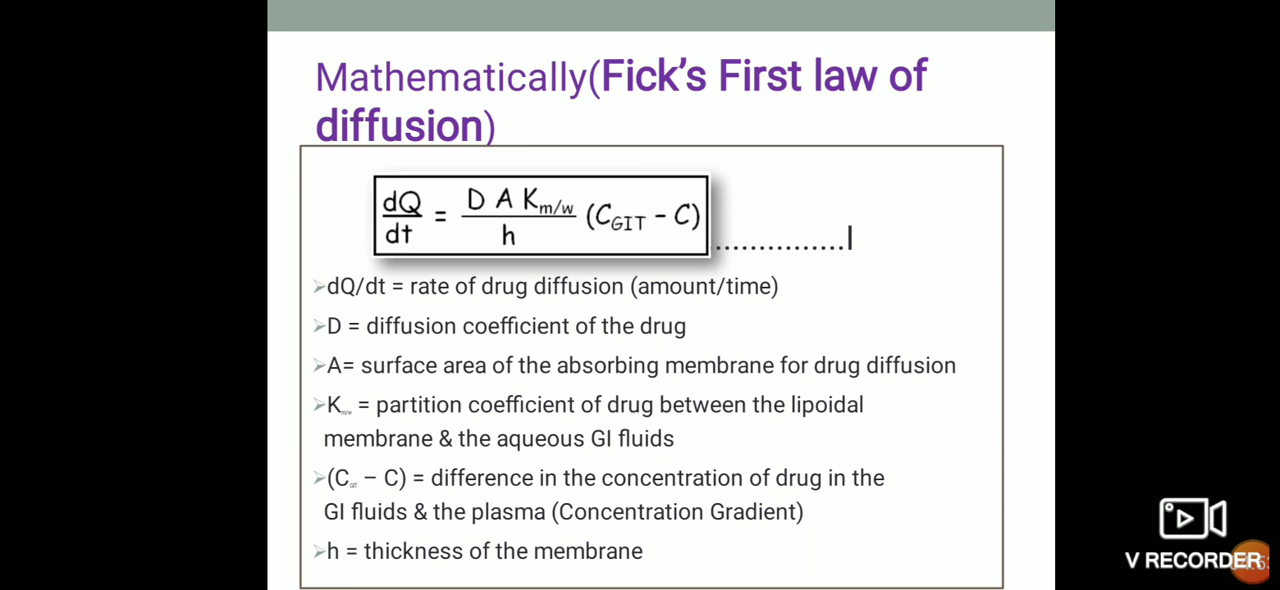 Mathematically(Fick's First law of
diffusion)
dQ/dt = D A Km/w / h (CGIT - C)
...............I
➢dQ/dt = rate of drug diffusion (amount/time)
➢D = diffusion coefficient of the drug
➢A= surface area of the absorbing membrane for drug diffusion
➢Km/w = partition coefficient of drug between the lipoidal
membrane & the aqueous GI fluids
➢(CGIT – C) = difference in the concentration of drug in the
GI fluids & the plasma (Concentration Gradient)
➢h = thickness of the membrane
V RECORDER